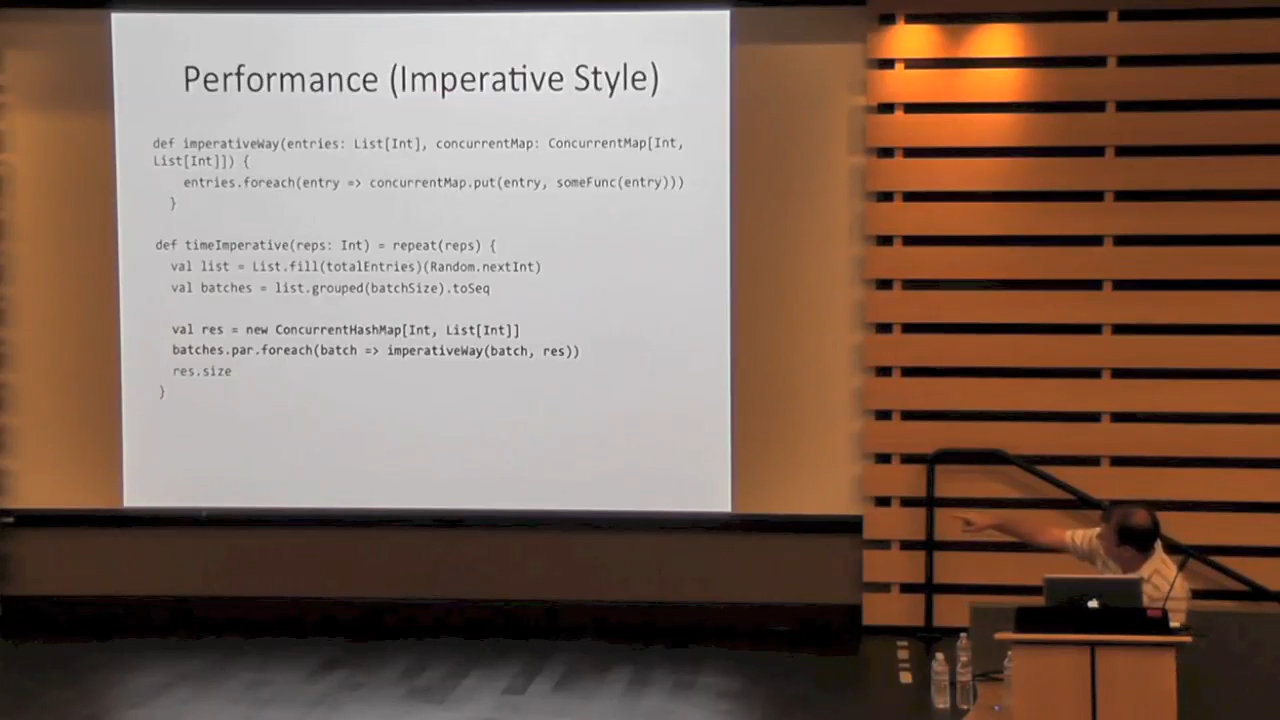 Performance (Imperative Style)
def imperativeWay(entries: List[Int], concurrentMap: ConcurrentMap[Int,
List[Int]]) {
entries.foreach(entry => concurrentMap.put(entry, someFunc(entry)))
}
def timeImperative(reps: Int) = repeat(reps) {
val list = List.fill(totalEntries)(Random.nextInt)
val batches = list.grouped(batchSize).toSeq
val res = new ConcurrentHashMap[Int, List[Int]]
batches.par.foreach(batch => imperativeWay(batch, res))
res.size
}